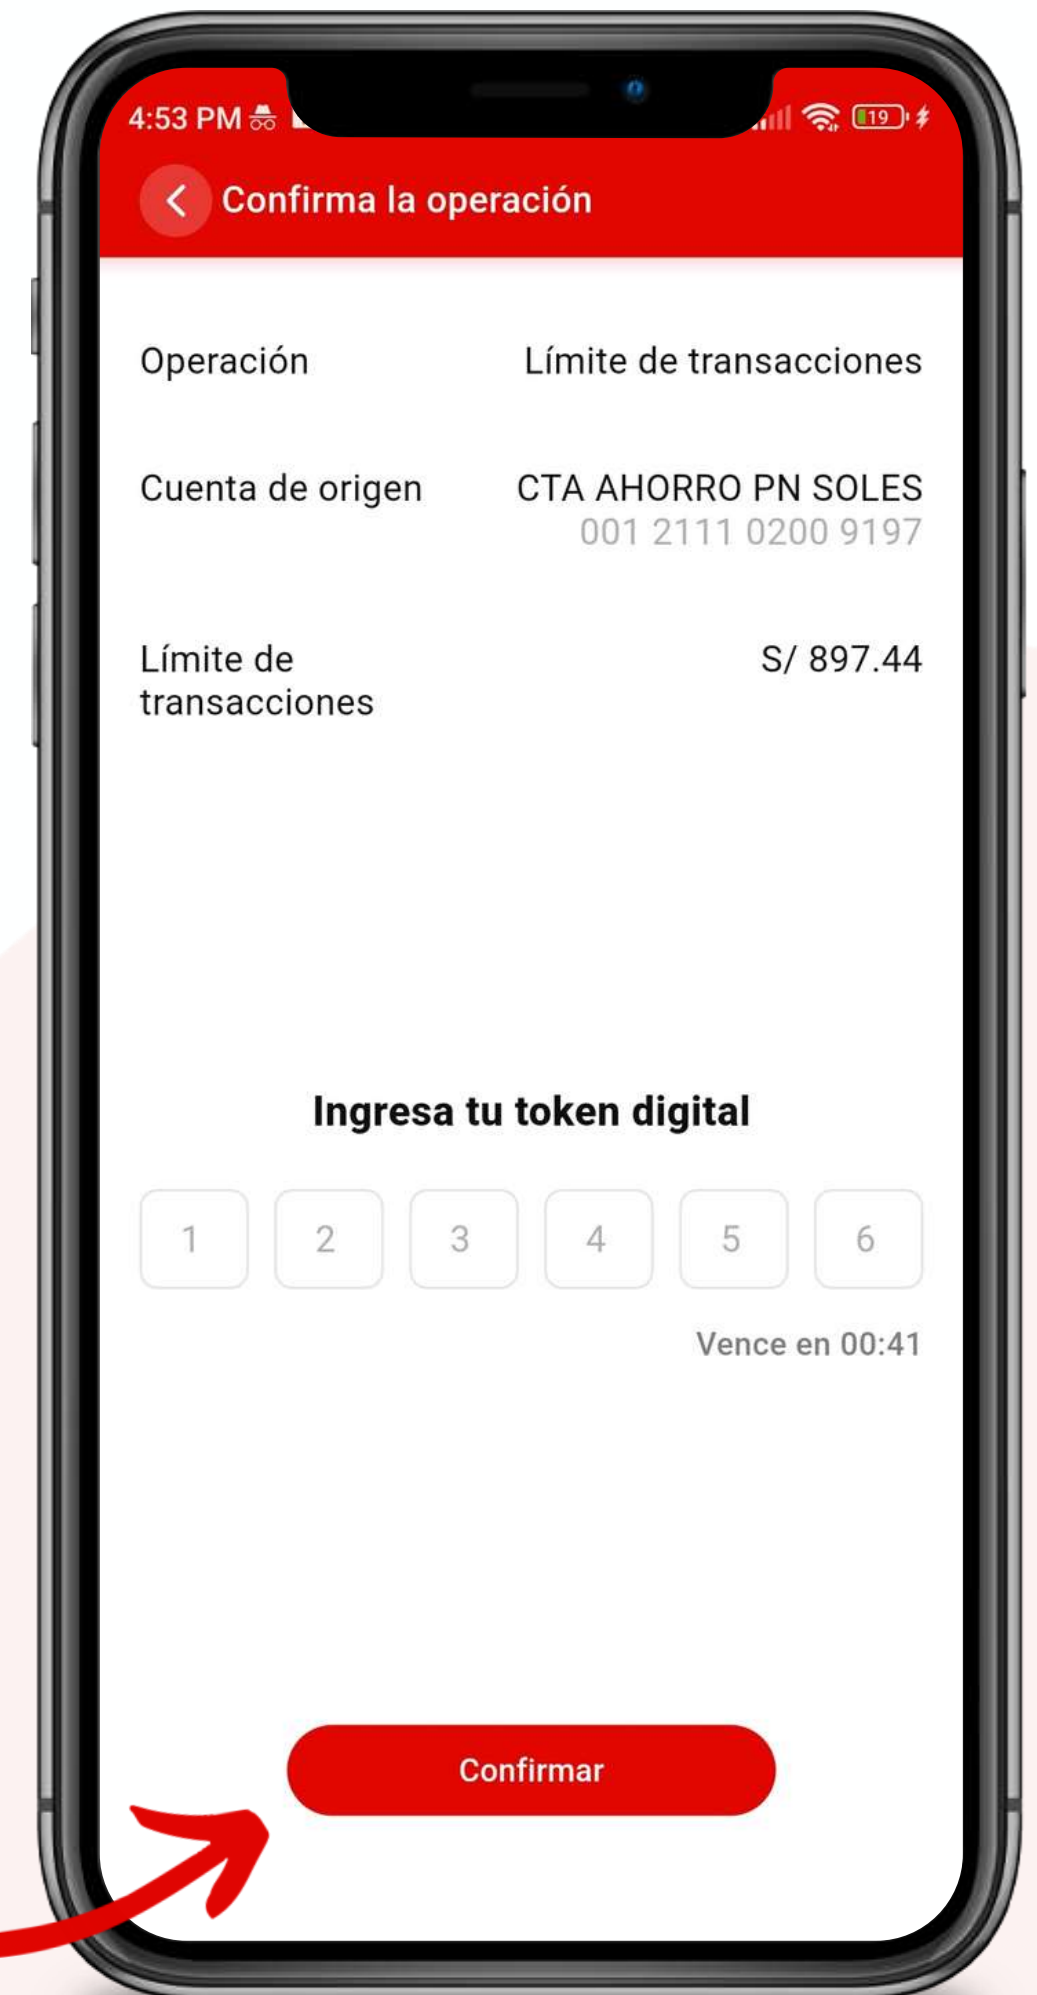 4:53 PM
19
Confirma la operación
Operación
Límite de transacciones
Cuenta de origen
CTA AHORRO PN SOLES
001 2111 0200 9197
Límite de
transacciones
S/ 897.44
Ingresa tu token digital
1 2 3 4 5 6
Vence en 00:41
Confirmar